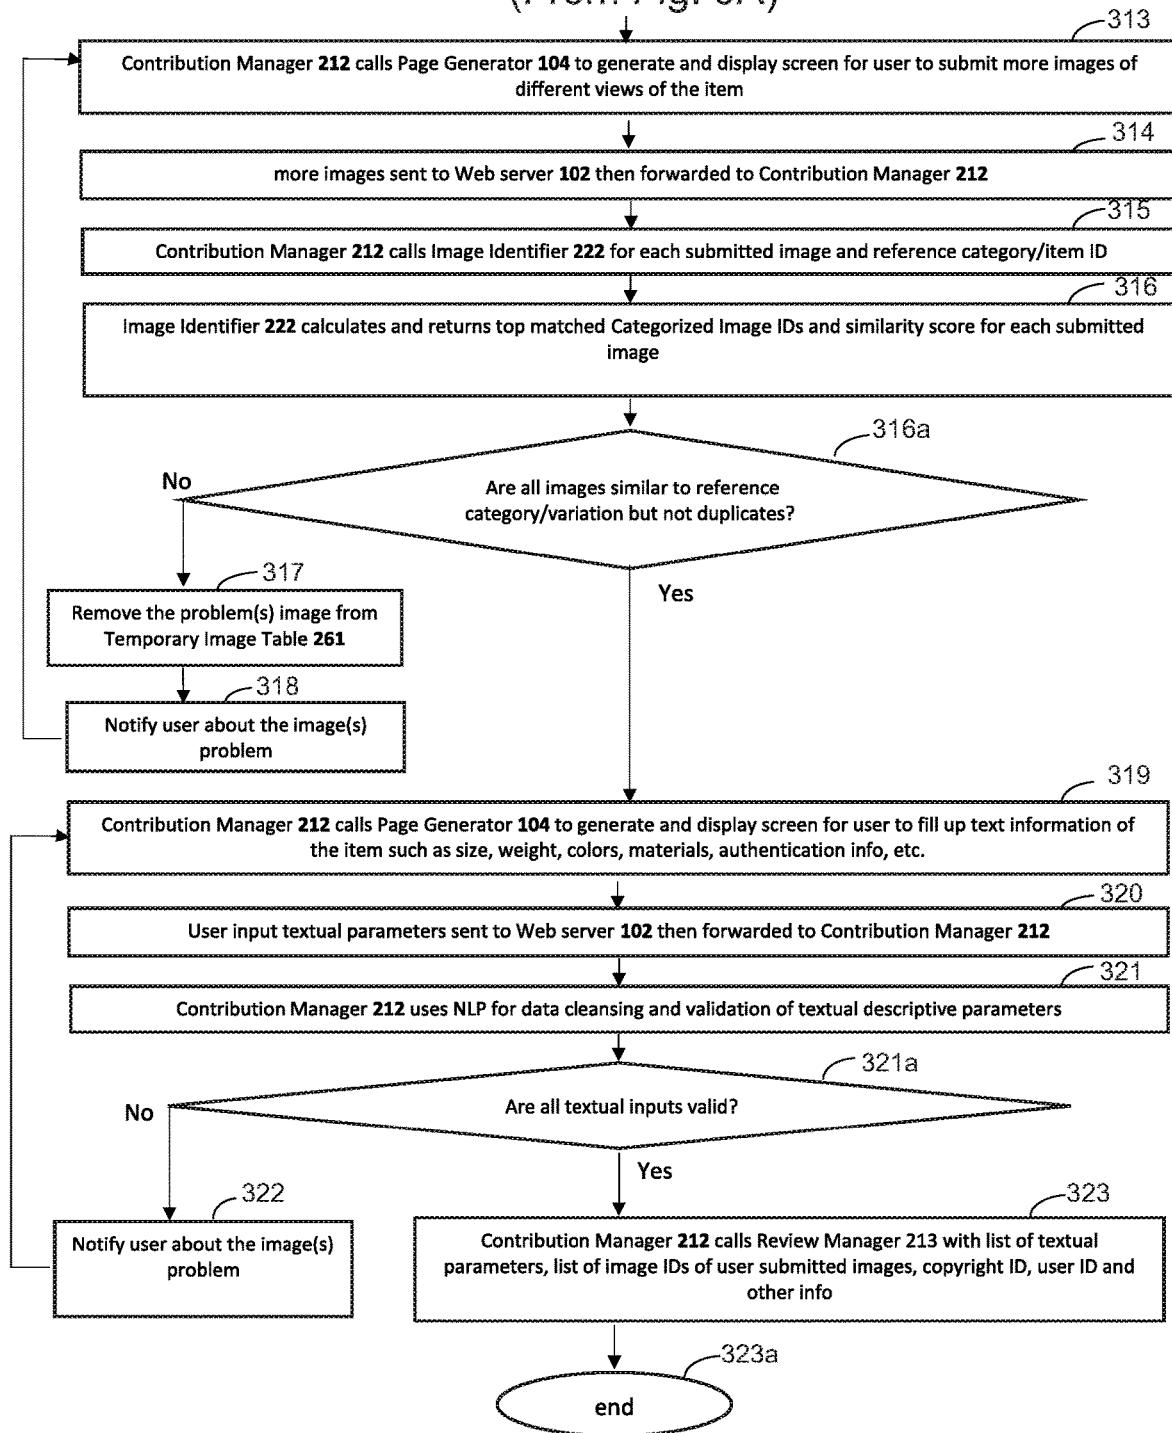 (From Fig. 3A)
313
Contribution Manager 212 calls Page Generator 104 to generate and display screen for user to submit more images of
different views of the item
314
more images sent to Web server 102 then forwarded to Contribution Manager 212
315
Contribution Manager 212 calls Image Identifier 222 for each submitted image and reference category/item ID
316
Image Identifier 222 calculates and returns top matched Categorized Image IDs and similarity score for each submitted
image
316a
No
Are all images similar to reference
category/variation but not duplicates?
317
Yes
Remove the problem(s) image from
Temporary Image Table 261
318
Notify user about the image(s)
problem
319
Contribution Manager 212 calls Page Generator 104 to generate and display screen for user to fill up text information of
the item such as size, weight, colors, materials, authentication info, etc.
320
User input textual parameters sent to Web server 102 then forwarded to Contribution Manager 212
321
Contribution Manager 212 uses NLP for data cleansing and validation of textual descriptive parameters
321a
No
Are all textual inputs valid?
Yes
322
323
Notify user about the image(s)
problem
Contribution Manager 212 calls Review Manager 213 with list of textual
parameters, list of image IDs of user submitted images, copyright ID, user ID and
other info
323a
end